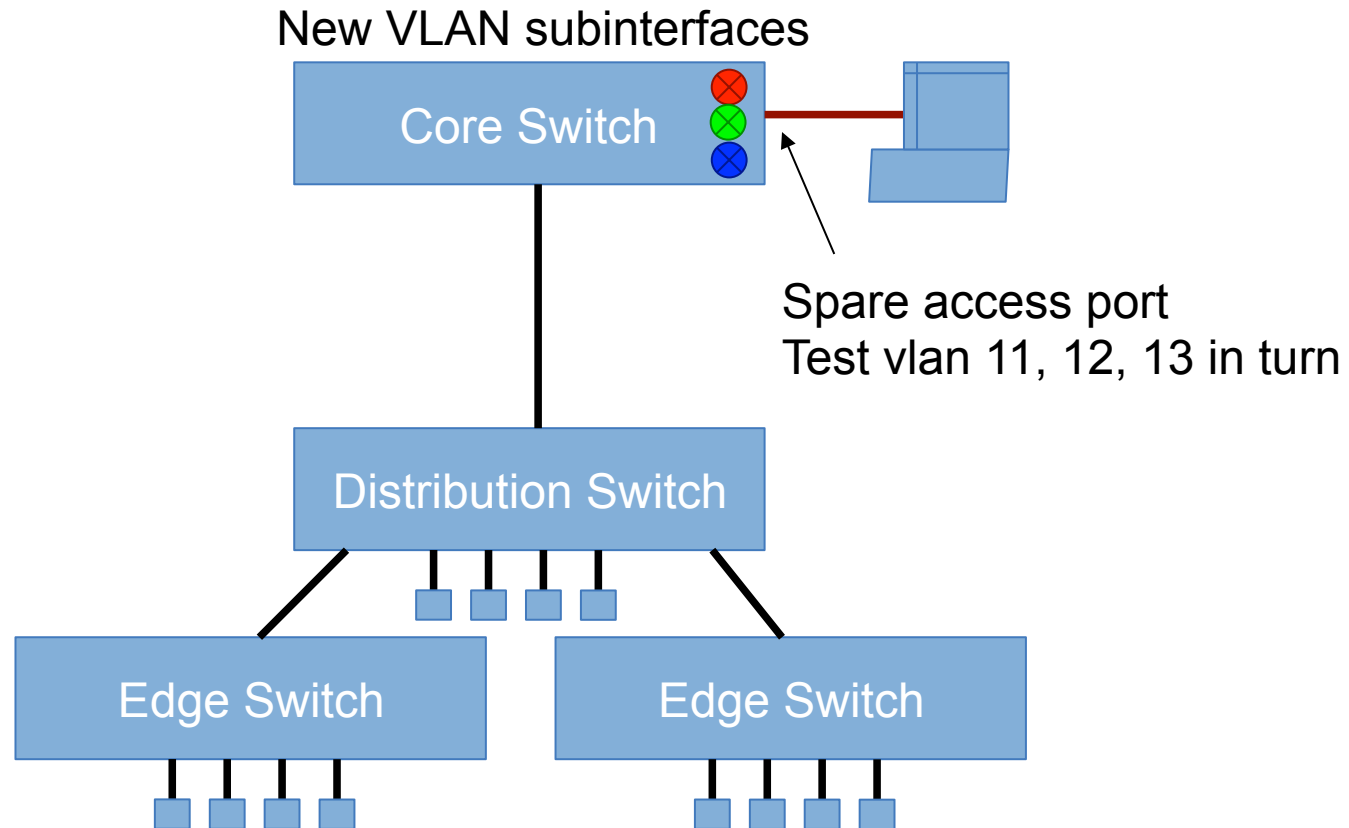 New VLAN subinterfaces
Core Switch
Spare access port
Test vlan 11, 12, 13 in turn
Distribution Switch
Edge Switch
Edge Switch